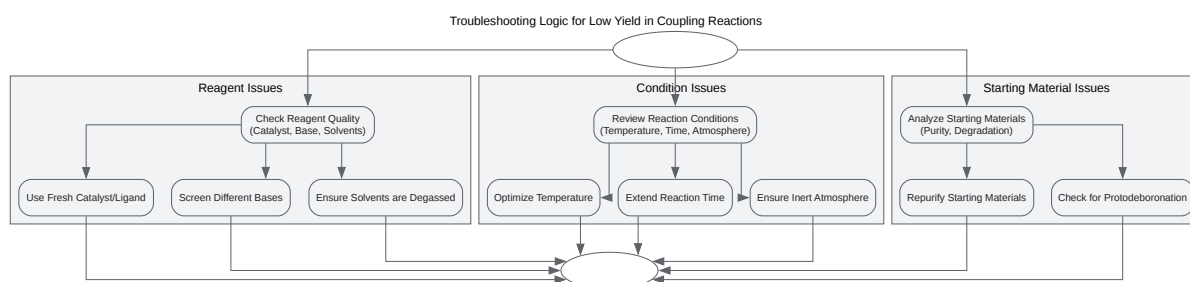 Troubleshooting Logic for Low Yield in Coupling Reactions
Reagent Issues
Condition Issues
Starting Material Issues
Check Reagent Quality
(Catalyst, Base, Solvents)
Review Reaction Conditions
(Temperature, Time, Atmosphere)
Analyze Starting Materials
(Purity, Degradation)
Use Fresh Catalyst/Ligand
Screen Different Bases
Ensure Solvents are Degassed
Optimize Temperature
Extend Reaction Time
Ensure Inert Atmosphere
Repurify Starting Materials
Check for Protodeboronation